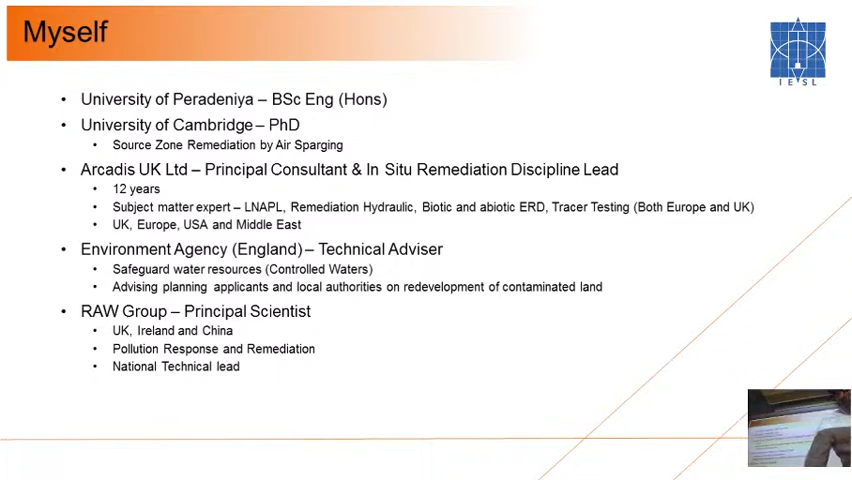 Myself
IESL
• University of Peradeniya – BSc Eng (Hons)
• University of Cambridge – PhD
• Source Zone Remediation by Air Sparging
• Arcadis UK Ltd – Principal Consultant & In Situ Remediation Discipline Lead
• 12 years
• Subject matter expert – LNAPL, Remediation Hydraulic, Biotic and abiotic ERD, Tracer Testing (Both Europe and UK)
• UK, Europe, USA and Middle East
• Environment Agency (England) – Technical Adviser
• Safeguard water resources (Controlled Waters)
• Advising planning applicants and local authorities on redevelopment of contaminated land
• RAW Group – Principal Scientist
• UK, Ireland and China
• Pollution Response and Remediation
• National Technical lead